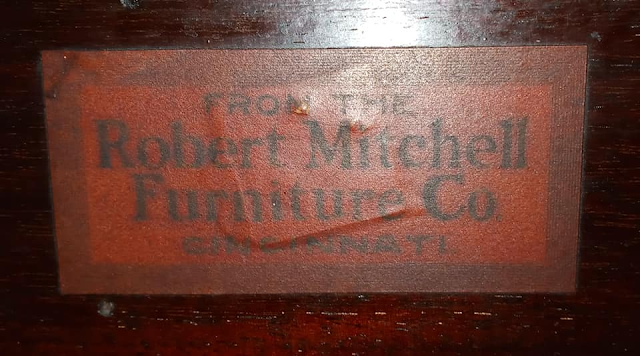 FROM THE
Robert Mitchell
Furniture Co.
CINCINNATI